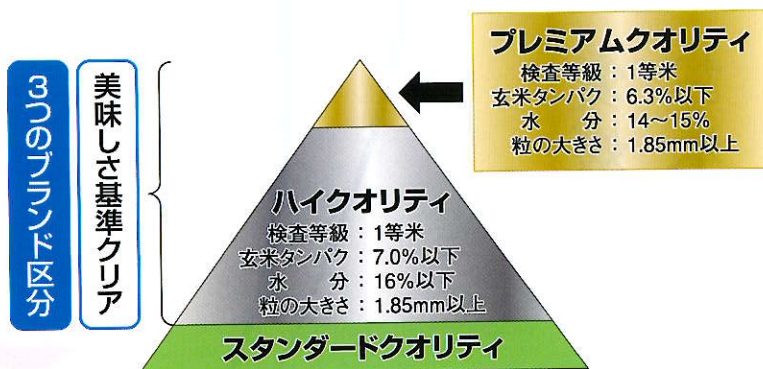 3つのブランド区分
美味しさ基準クリア
プレミアムクオリティ
検査等級：1等米
玄米タンパク：6.3%以下
水　　分：14〜15%
粒の大きさ：1.85mm以上
ハイクオリティ
検査等級：1等米
玄米タンパク：7.0%以下
水　　分：16%以下
粒の大きさ：1.85mm以上
スタンダードクオリティ